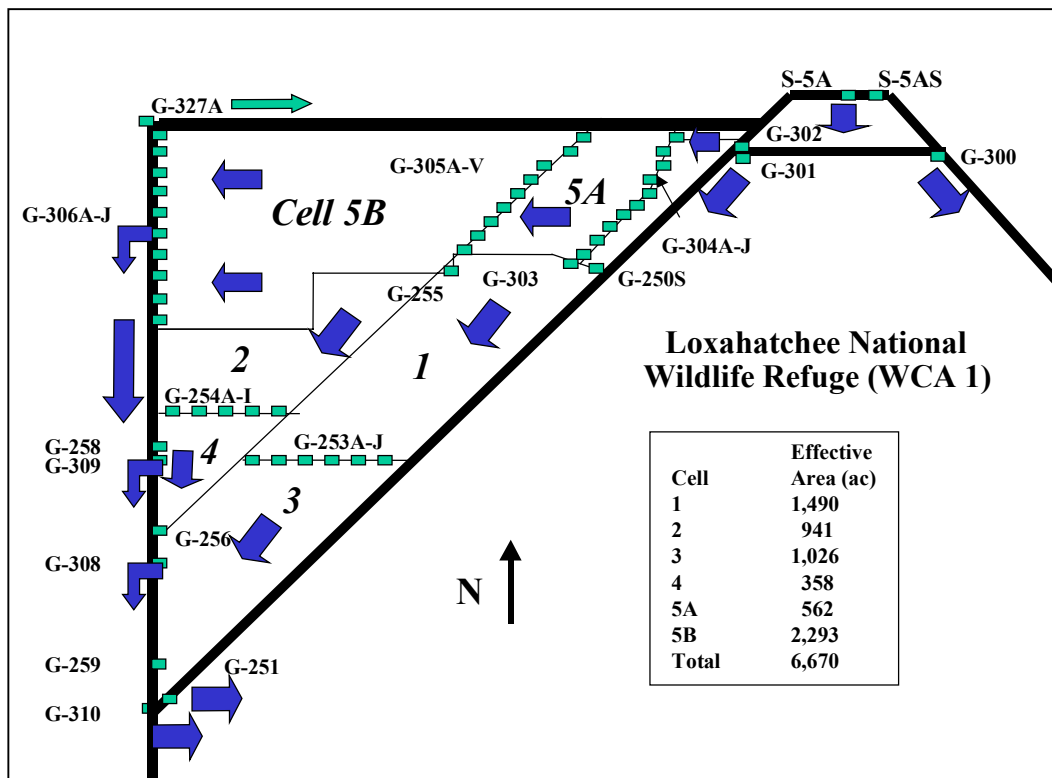 S-5A
S-5AS
G-327A
G-302
G-305A-V
G-301
G-300
5A
G-306A-J
Cell 5B
G-304A-J
G-255
G-303
G-250S
2
1
Loxahatchee National
Wildlife Refuge (WCA 1)
G-254A-I
G-258
G-253A-J
G-309
4
3
G-256
G-308
N
G-259
G-251
G-310
Effective
Cell Area (ac)
1 1,490
2 941
3 1,026
4 358
5A 562
5B 2,293
Total 6,670